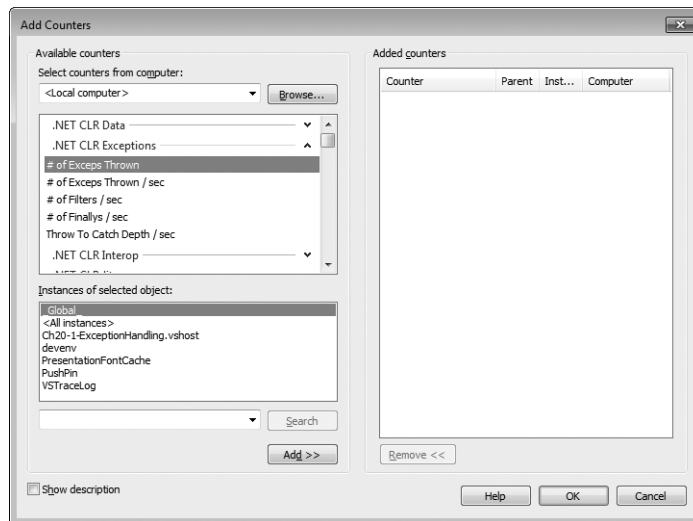 Add Counters
Available counters
Select counters from computer:
<Local computer>
Browse...
.NET CLR Data
.NET CLR Exceptions
# of Exceps Thrown
# of Exceps Thrown / sec
# of Filters / sec
# of Finallys / sec
Throw To Catch Depth / sec
.NET CLR Interop
Instances of selected object:
_Global_
<All instances>
Ch20-1-ExceptionHandling.vshost
devenv
PresentationFontCache
PushPin
VSTraceLog
Search
Add >>
Show description
Added counters
Counter Parent Inst... Computer
Remove <<
Help OK Cancel